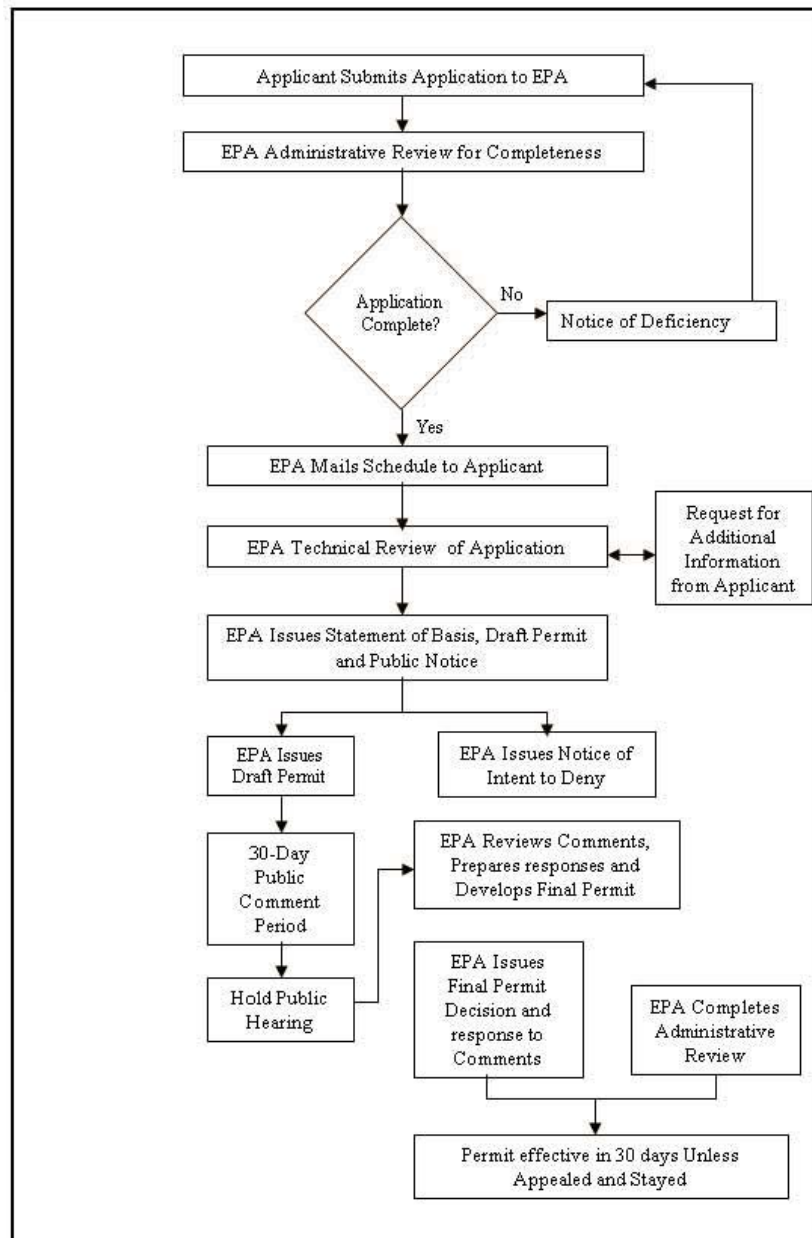 Applicant Submits Application to EPA
EPA Administrative Review for Completeness
Application
Complete?
No
Notice of Deficiency
Yes
EPA Mails Schedule to Applicant
EPA Technical Review of Application
Request for
Additional
Information
from Applicant
EPA Issues Statement of Basis, Draft Permit
and Public Notice
EPA Issues
Draft Permit
EPA Issues Notice of
Intent to Deny
30-Day
Public
Comment
Period
EPA Reviews Comments,
Prepares responses and
Develops Final Permit
Hold Public
Hearing
EPA Issues
Final Permit
Decision and
response to
Comments
EPA Completes
Administrative
Review
Permit effective in 30 days Unless
Appealed and Stayed